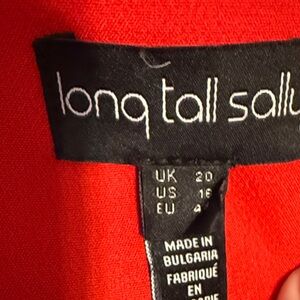 long tall sally
UK 20
US 16
EU
MADE IN
BULGARIA
FABRIQUÉ
EN